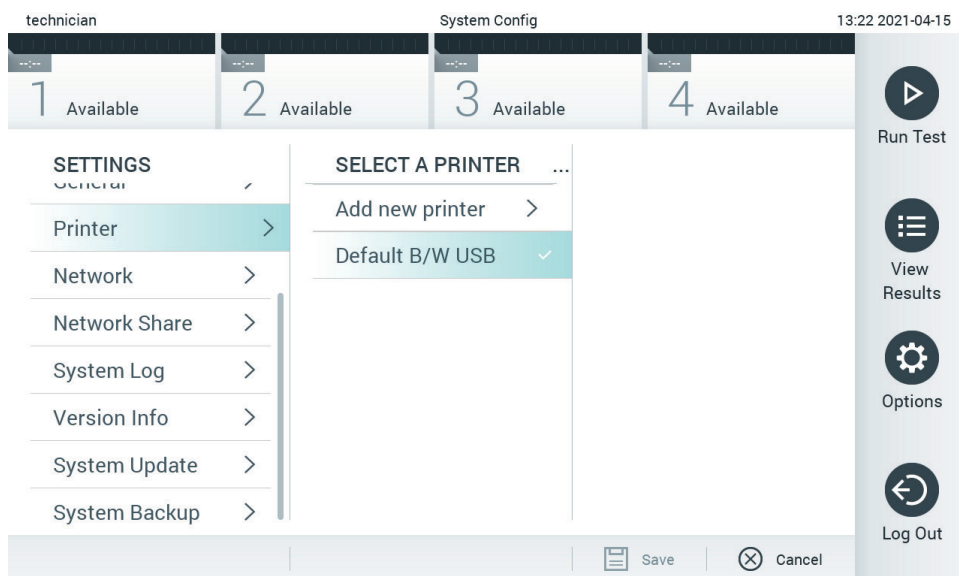 technician System Config 13:22 2021-04-15
--:-- --:-- --:-- --:--
1 Available 2 Available 3 Available 4 Available
Run Test
SETTINGS
General
Printer
Network
Network Share
System Log
Version Info
System Update
System Backup
SELECT A PRINTER ...
Add new printer
Default B/W USB
View
Results
Options
Log Out
Save Cancel